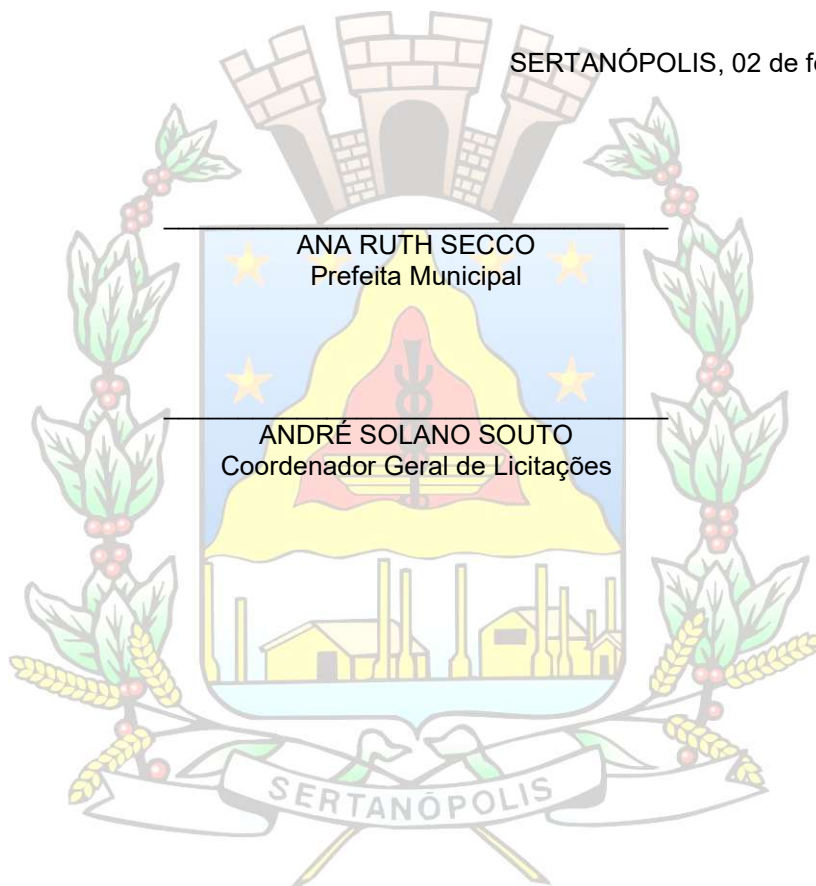 SERTANÓPOLIS, 02 de
ANA RUTH SECCO
Prefeita Municipal
ANDRÉ SOLANO SOUTO
Coordenador Geral de Licitações
SERTANÓPOLIS